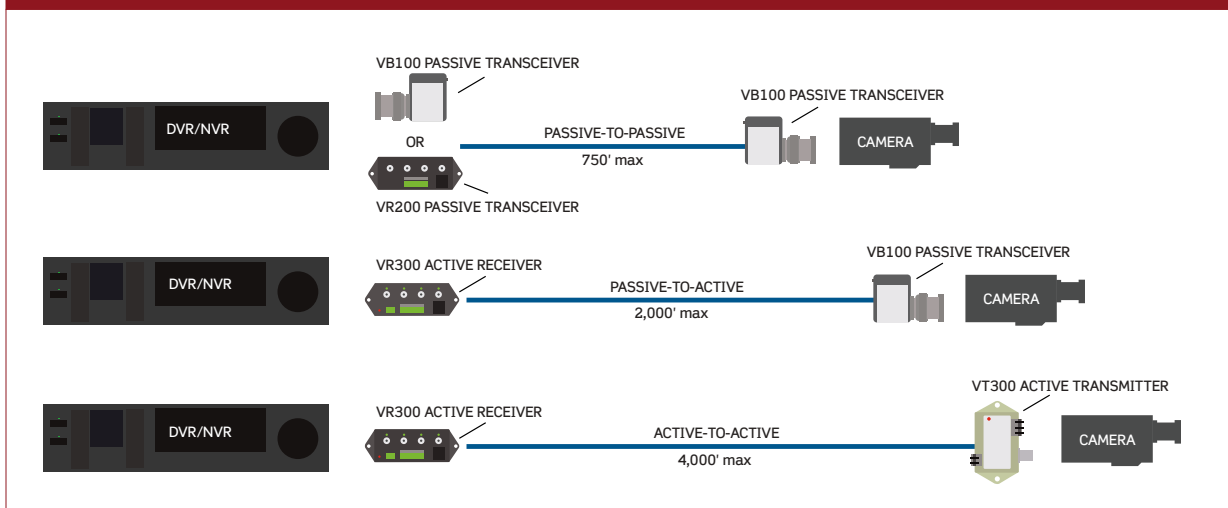 VB100 PASSIVE TRANSCEIVER
VB100 PASSIVE TRANSCEIVER
DVR/NVR
OR
PASSIVE-TO-PASSIVE
750' max
CAMERA
VR200 PASSIVE TRANSCEIVER
VB100 PASSIVE TRANSCEIVER
VR300 ACTIVE RECEIVER
DVR/NVR
PASSIVE-TO-ACTIVE
2,000' max
CAMERA
VT300 ACTIVE TRANSMITTER
VR300 ACTIVE RECEIVER
DVR/NVR
ACTIVE-TO-ACTIVE
4,000' max
CAMERA